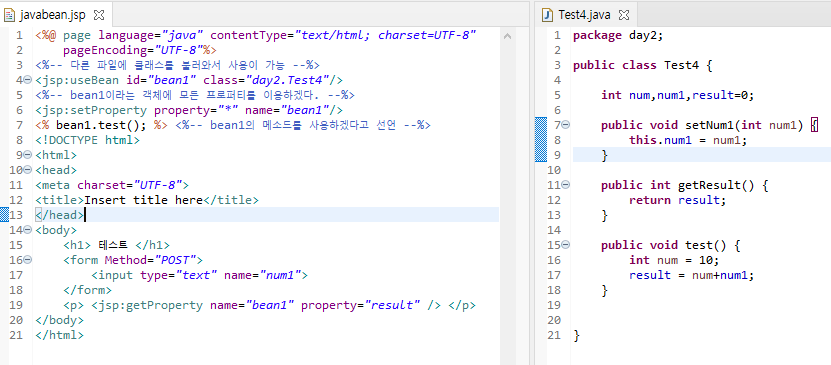 javabean.jsp
1 <%@ page language="java" contentType="text/html; charset=UTF-8"
2 pageEncoding="UTF-8"%>
3 <%-- 다른 파일에 클래스를 불러와서 사용이 가능 --%>
4 <jsp:useBean id="bean1" class="day2.Test4"/>
5 <%-- bean1이라는 객체에 모든 프로퍼티를 이용하겠다. --%>
6 <jsp:setProperty property="*" name="bean1"/>
7 <% bean1.test(); %> <%-- bean1의 메소드를 사용하겠다고 선언 --%>
8 <!DOCTYPE html>
9 <html>
10 <head>
11 <meta charset="UTF-8">
12 <title>Insert title here</title>
13 </head>
14 <body>
15 <h1> 테스트 </h1>
16 <form Method="POST">
17 <input type="text" name="num1">
18 </form>
19 <p> <jsp:getProperty name="bean1" property="result" /> </p>
20 </body>
21 </html>
Test4.java
1 package day2;
2
3 public class Test4 {
4
5 int num,num1,result=0;
6
7 public void setNum1(int num1) {
8 this.num1 = num1;
9 }
10
11 public int getResult() {
12 return result;
13 }
14
15 public void test() {
16 int num = 10;
17 result = num+num1;
18 }
19
20
21 }